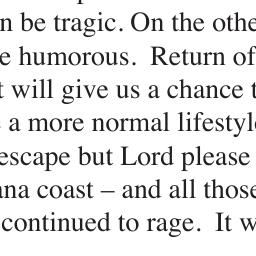 n be tragic. On the othe
e humorous.  Return of
t will give us a chance t
a more normal lifestyl
escape but Lord please
ana coast – and all those
continued to rage.  It w